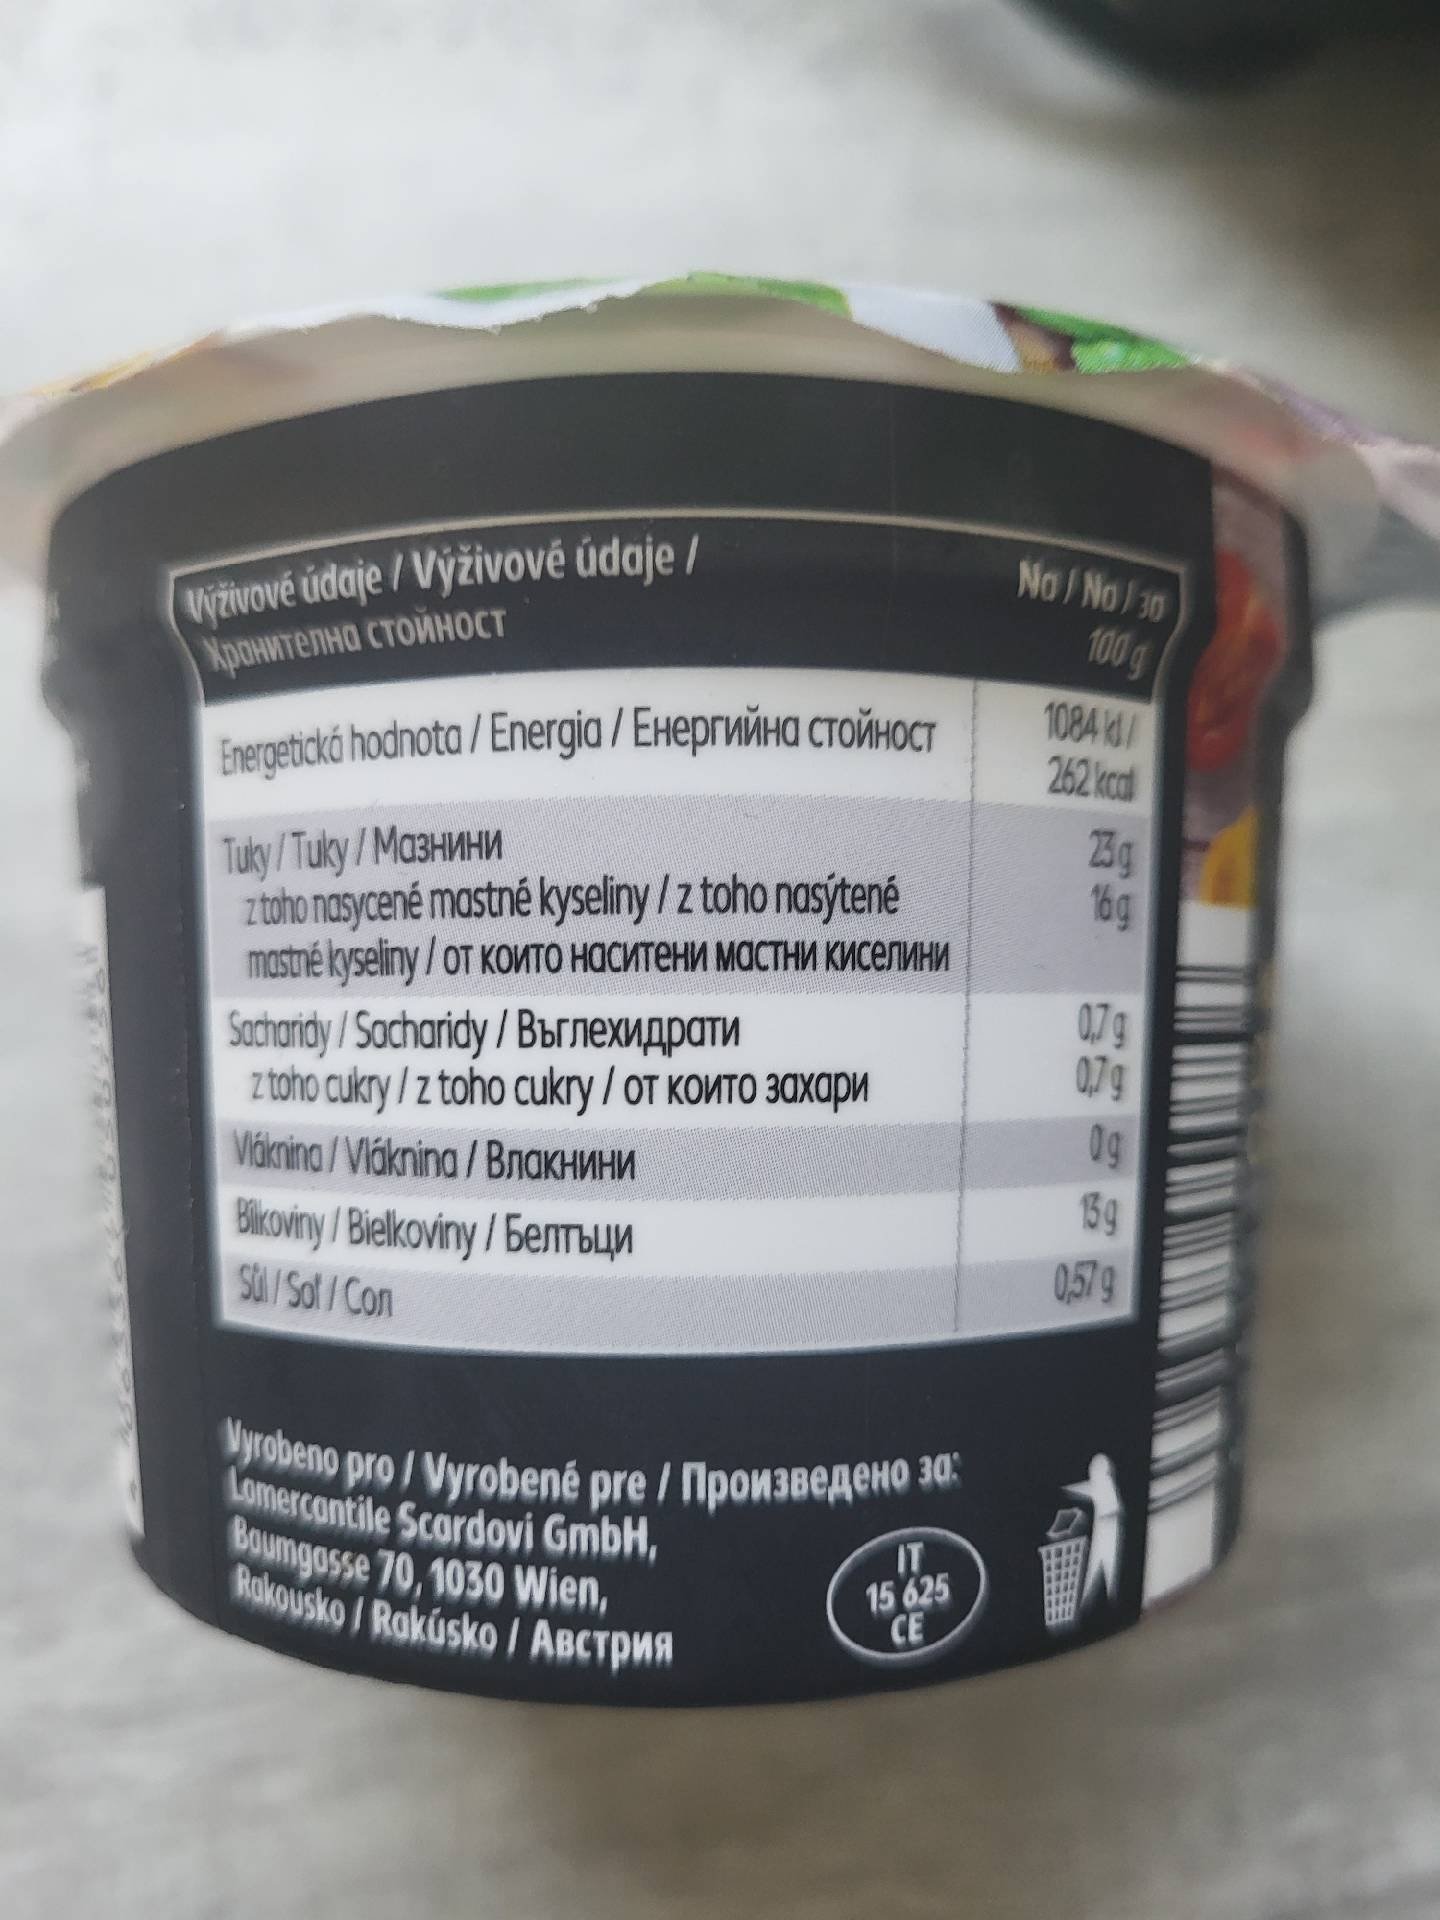 Výživové údaje / Výživové údaje /
Хранителна стойност
Na / Na / за
100 g
Energetická hodnota / Energia / Енергийна стойност
1084 kJ /
262 kcal
Tuky / Tuky / Мазнини
23 g
z toho nasycené mastné kyseliny / z toho nasýtené
16 g
mastné kyseliny / от които наситени мастни киселини
Sacharidy / Sacharidy / Въглехидрати
0,7 g
z toho cukry / z toho cukry / от които захари
0,7 g
Vláknina / Vláknina / Влакнини
0 g
Bílkoviny / Bielkoviny / Белтъци
13 g
Sůl / Soľ / Сол
0,57 g
Vyrobeno pro / Vyrobené pre / Произведено за:
Lamercantile Scardovi GmbH,
Baumgasse 70, 1030 Wien,
Rakousko / Rakúsko / Австрия
IT
15 625
CE